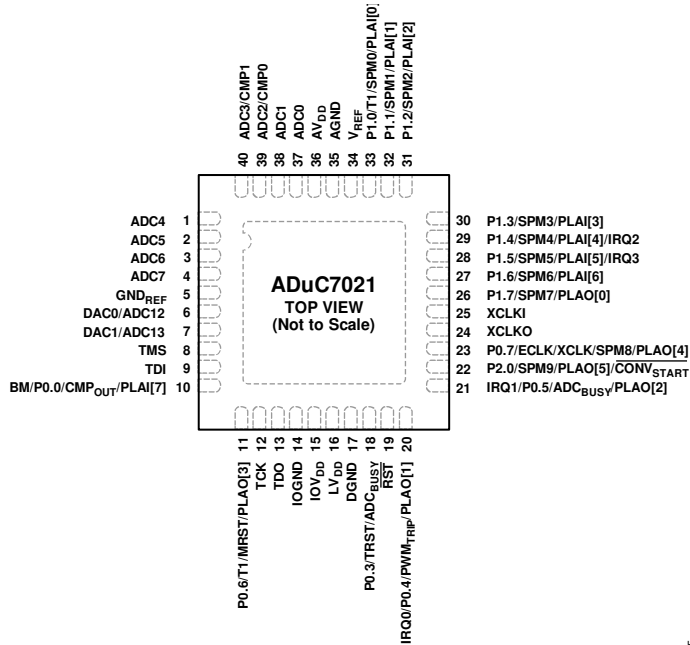 40 ADC3/CMP1
39 ADC2/CMP0
38 ADC1
37 ADC0
36 AVDD
35 AGND
34 VREF
33 P1.0/T1/SPM0/PLAI[0]
32 P1.1/SPM1/PLAI[1]
31 P1.2/SPM2/PLAI[2]
ADC4 1
ADC5 2
ADC6 3
ADC7 4
GNDREF 5
DAC0/ADC12 6
DAC1/ADC13 7
TMS 8
TDI 9
BM/P0.0/CMPOUT/PLAI[7] 10
ADuC7021
TOP VIEW
(Not to Scale)
30 P1.3/SPM3/PLAI[3]
29 P1.4/SPM4/PLAI[4]/IRQ2
28 P1.5/SPM5/PLAI[5]/IRQ3
27 P1.6/SPM6/PLAI[6]
26 P1.7/SPM7/PLAO[0]
25 XCLKI
24 XCLKO
23 P0.7/ECLK/XCLK/SPM8/PLAO[4]
22 P2.0/SPM9/PLAO[5]/CONVSTART
21 IRQ1/P0.5/ADCBUSY/PLAO[2]
P0.6/T1/MRST/PLAO[3] 11
TCK 12
TDO 13
IOGND 14
IOVDD 15
LVDD 16
DGND 17
P0.3/TRST/ADCBUSY 18
RST 19
IRQ0/P0.4/PWMTRIP/PLAO[1] 20